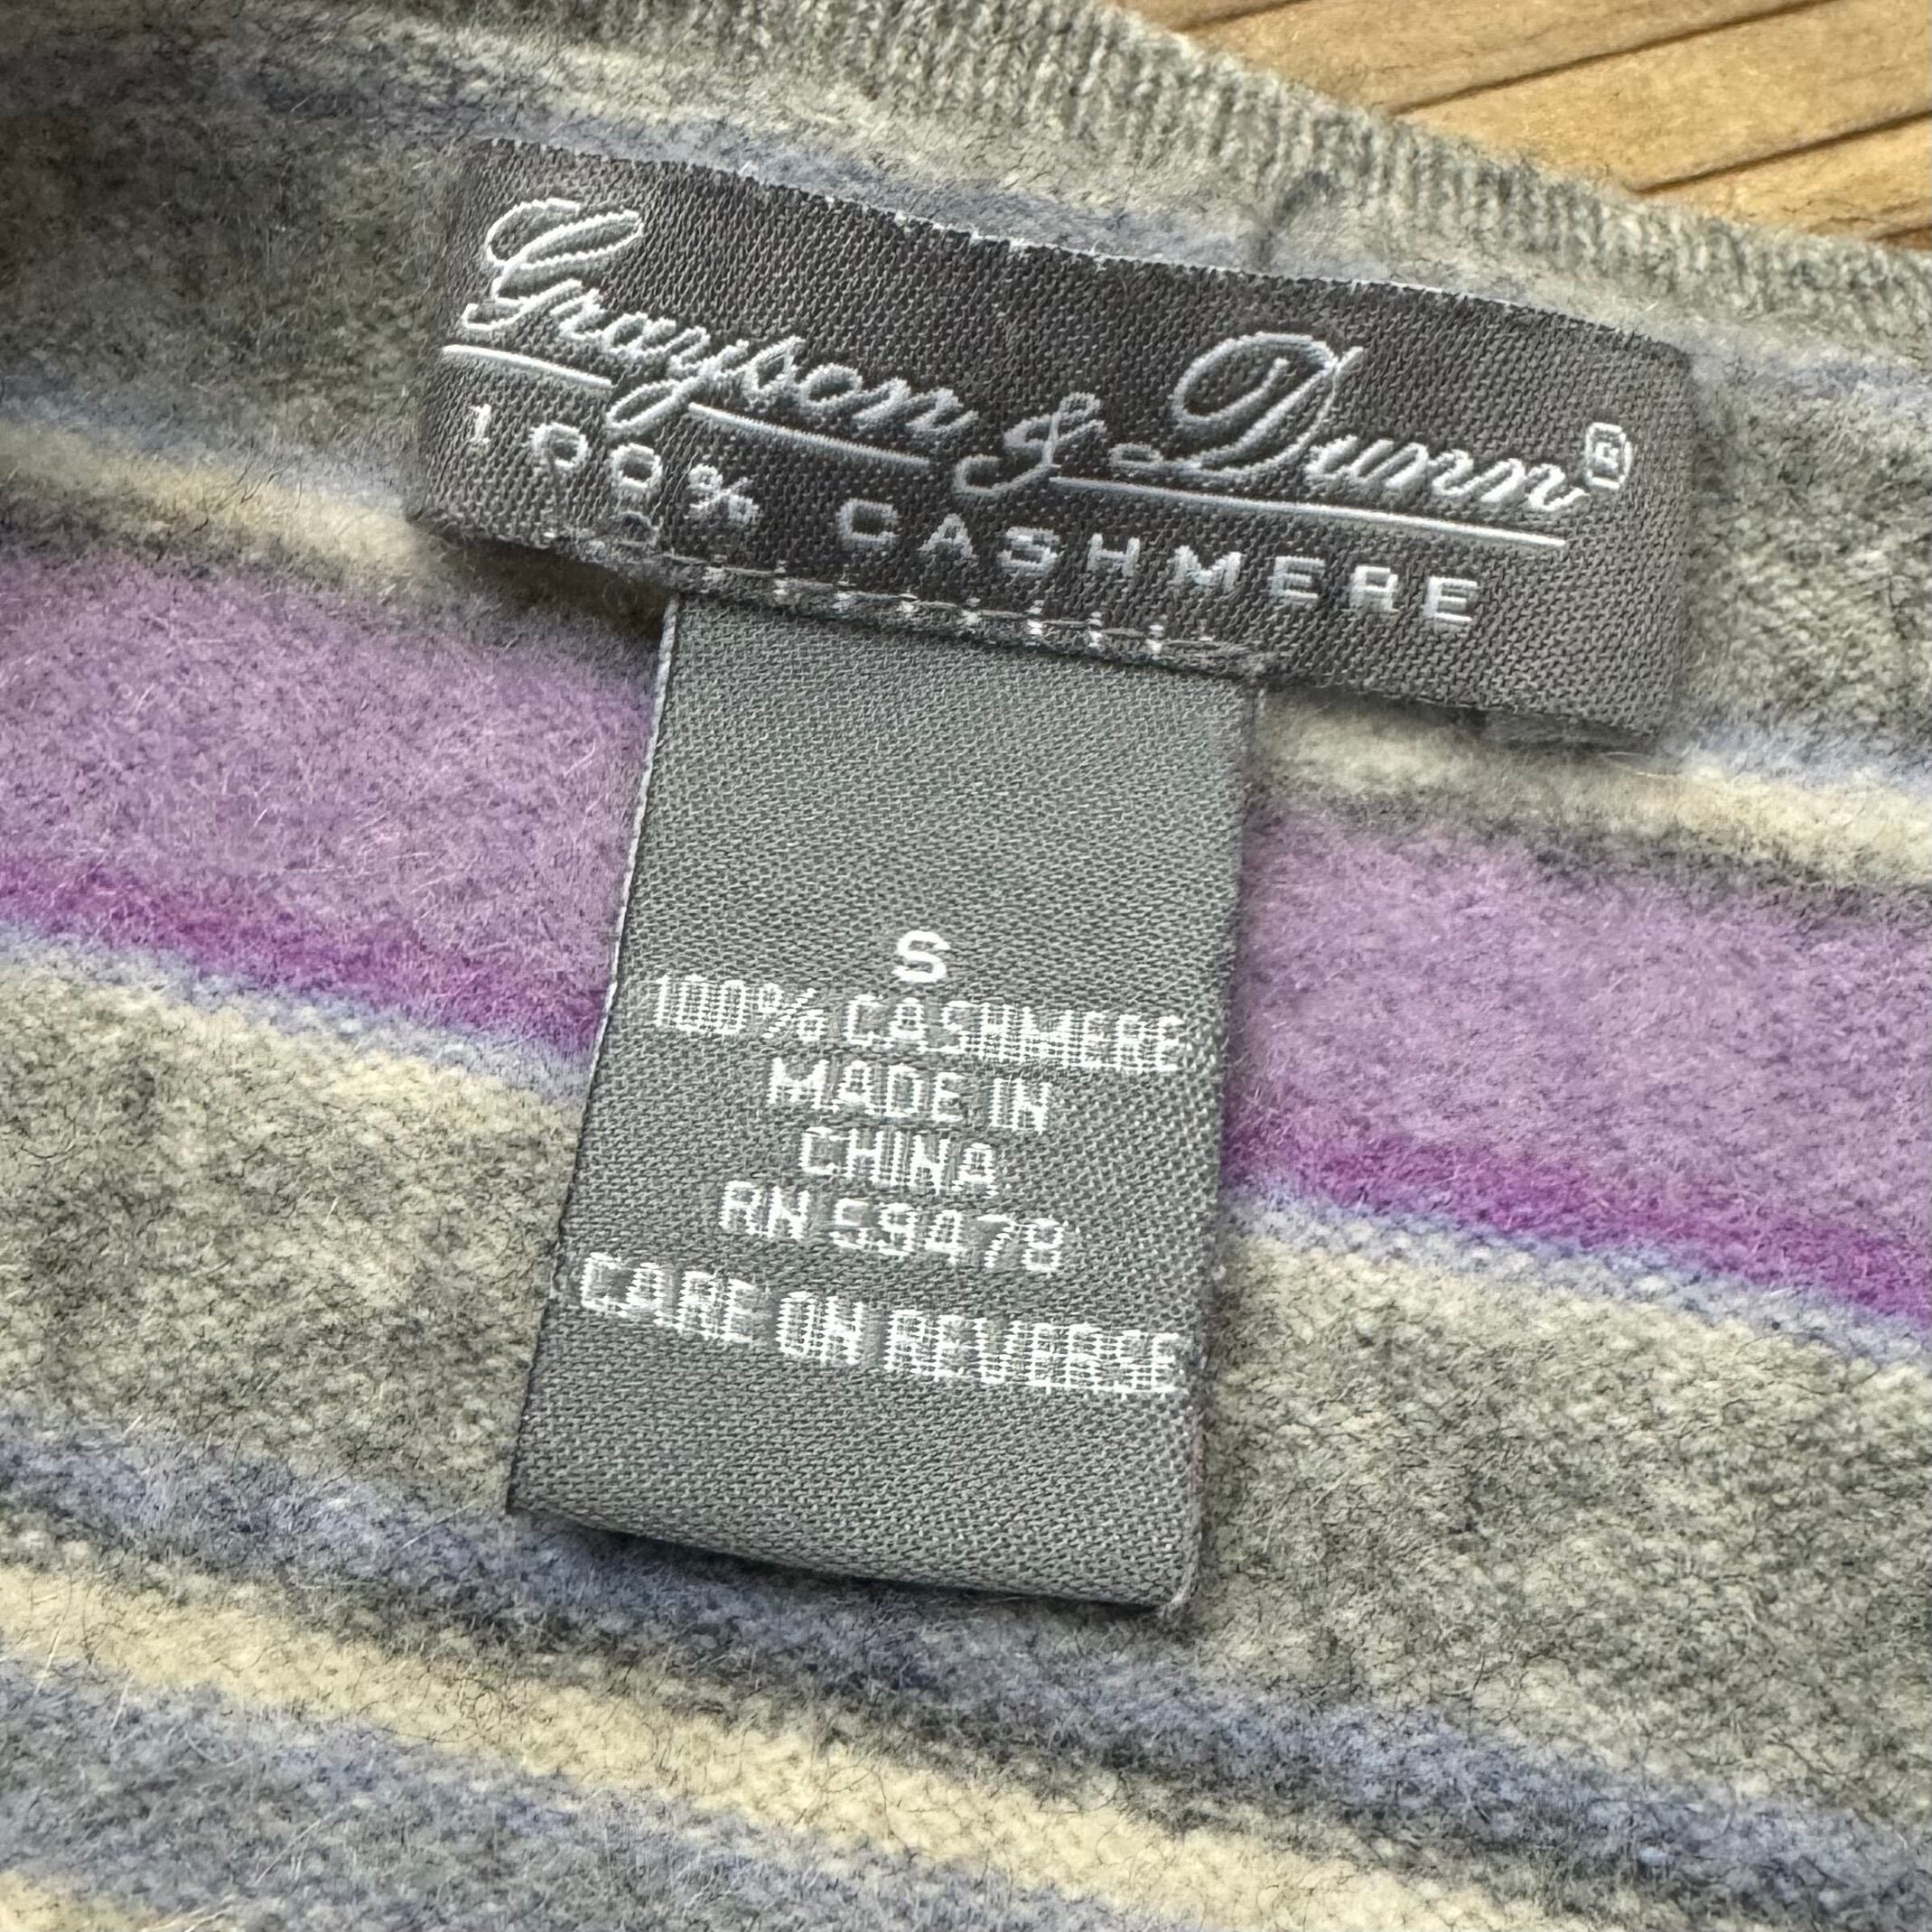 Grayson & Dunn®
100% CASHMERE
S
100% CASHMERE
MADE IN
CHINA
RN 59478
CARE ON REVERSE